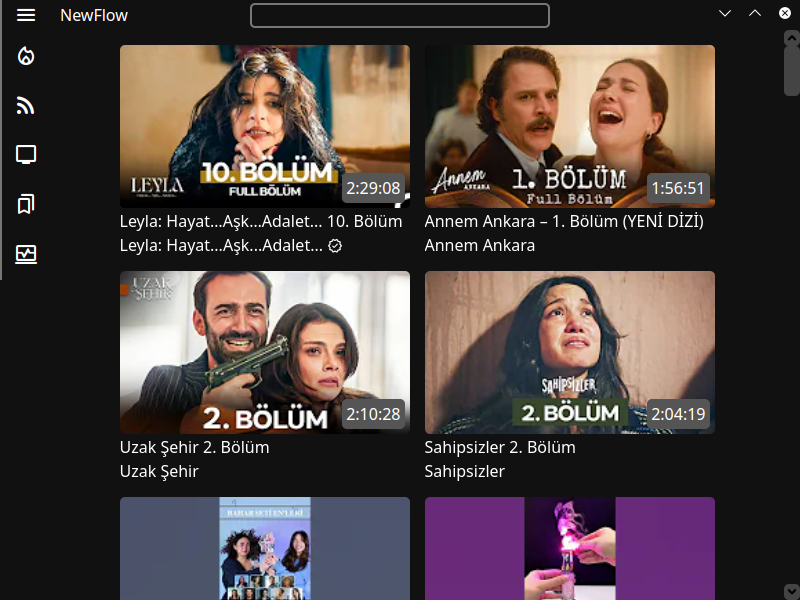 NewFlow
LEYLA
10. BÖLÜM
FULL BÖLÜM
2:29:08
Leyla: Hayat...Aşk...Adalet... 10. Bölüm
Leyla: Hayat...Aşk...Adalet...
Annem
ANKARA
1. BÖLÜM
Full Bölüm
1:56:51
Annem Ankara – 1. Bölüm (YENİ DİZİ)
Annem Ankara
UZAK
ŞEHİR
2. BÖLÜM
2:10:28
Uzak Şehir 2. Bölüm
Uzak Şehir
SAHİPSİZLER
2. BÖLÜM
2:04:19
Sahipsizler 2. Bölüm
Sahipsizler
BAHAR SETİ EN'LERİ